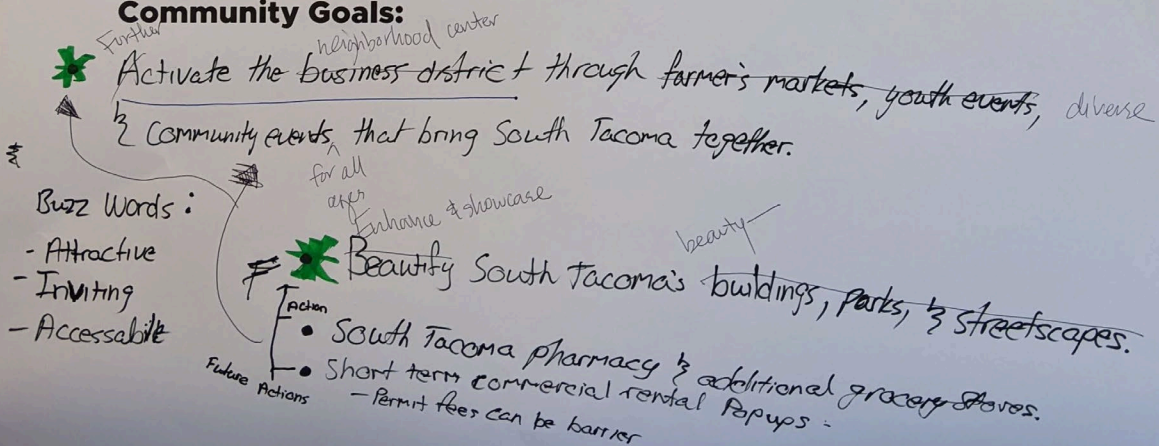 Community Goals:
Further
neighborhood center
Activate the business district through farmer's markets, youth events, diverse
& Community events, that bring South Tacoma together.
for all
ages
Buzz Words:
- Attractive
- Inviting
- Accessable
Enhance & showcase
beauty
Beautify South Tacoma's buildings, parks, & streetscapes.
Action
• South Tacoma pharmacy & additional grocery stores.
Future Actions
• Short term commercial rental Popups -
- Permit fees can be barrier